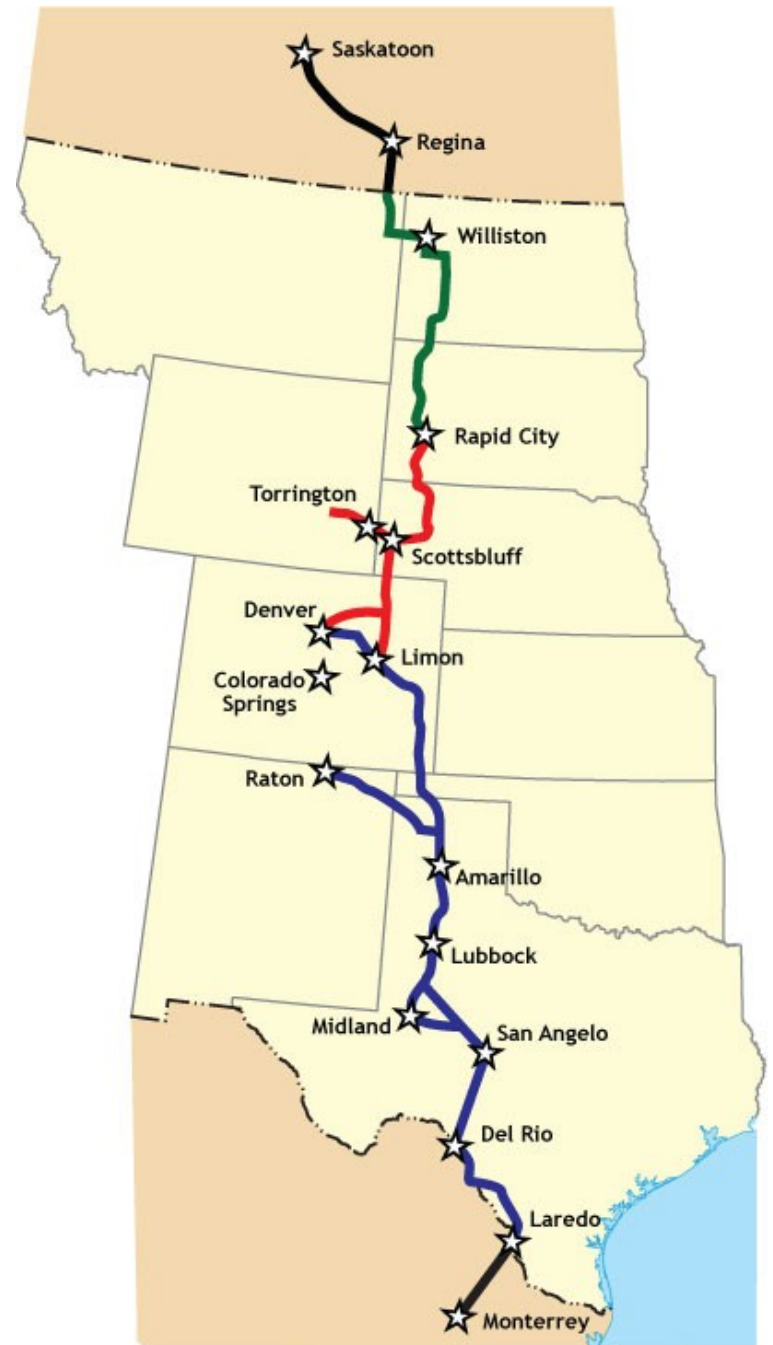 Saskatoon
Regina
Williston
Rapid City
Torrington
Scottsbluff
Denver
Limon
Colorado
Springs
Raton
Amarillo
Lubbock
Midland
San Angelo
Del Rio
Laredo
Monterrey